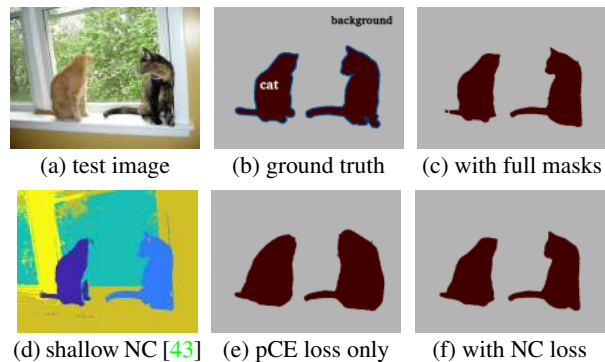 background
cat
(a) test image
(b) ground truth
(c) with full masks
(d) shallow NC [43]
(e) pCE loss only
(f) with NC loss